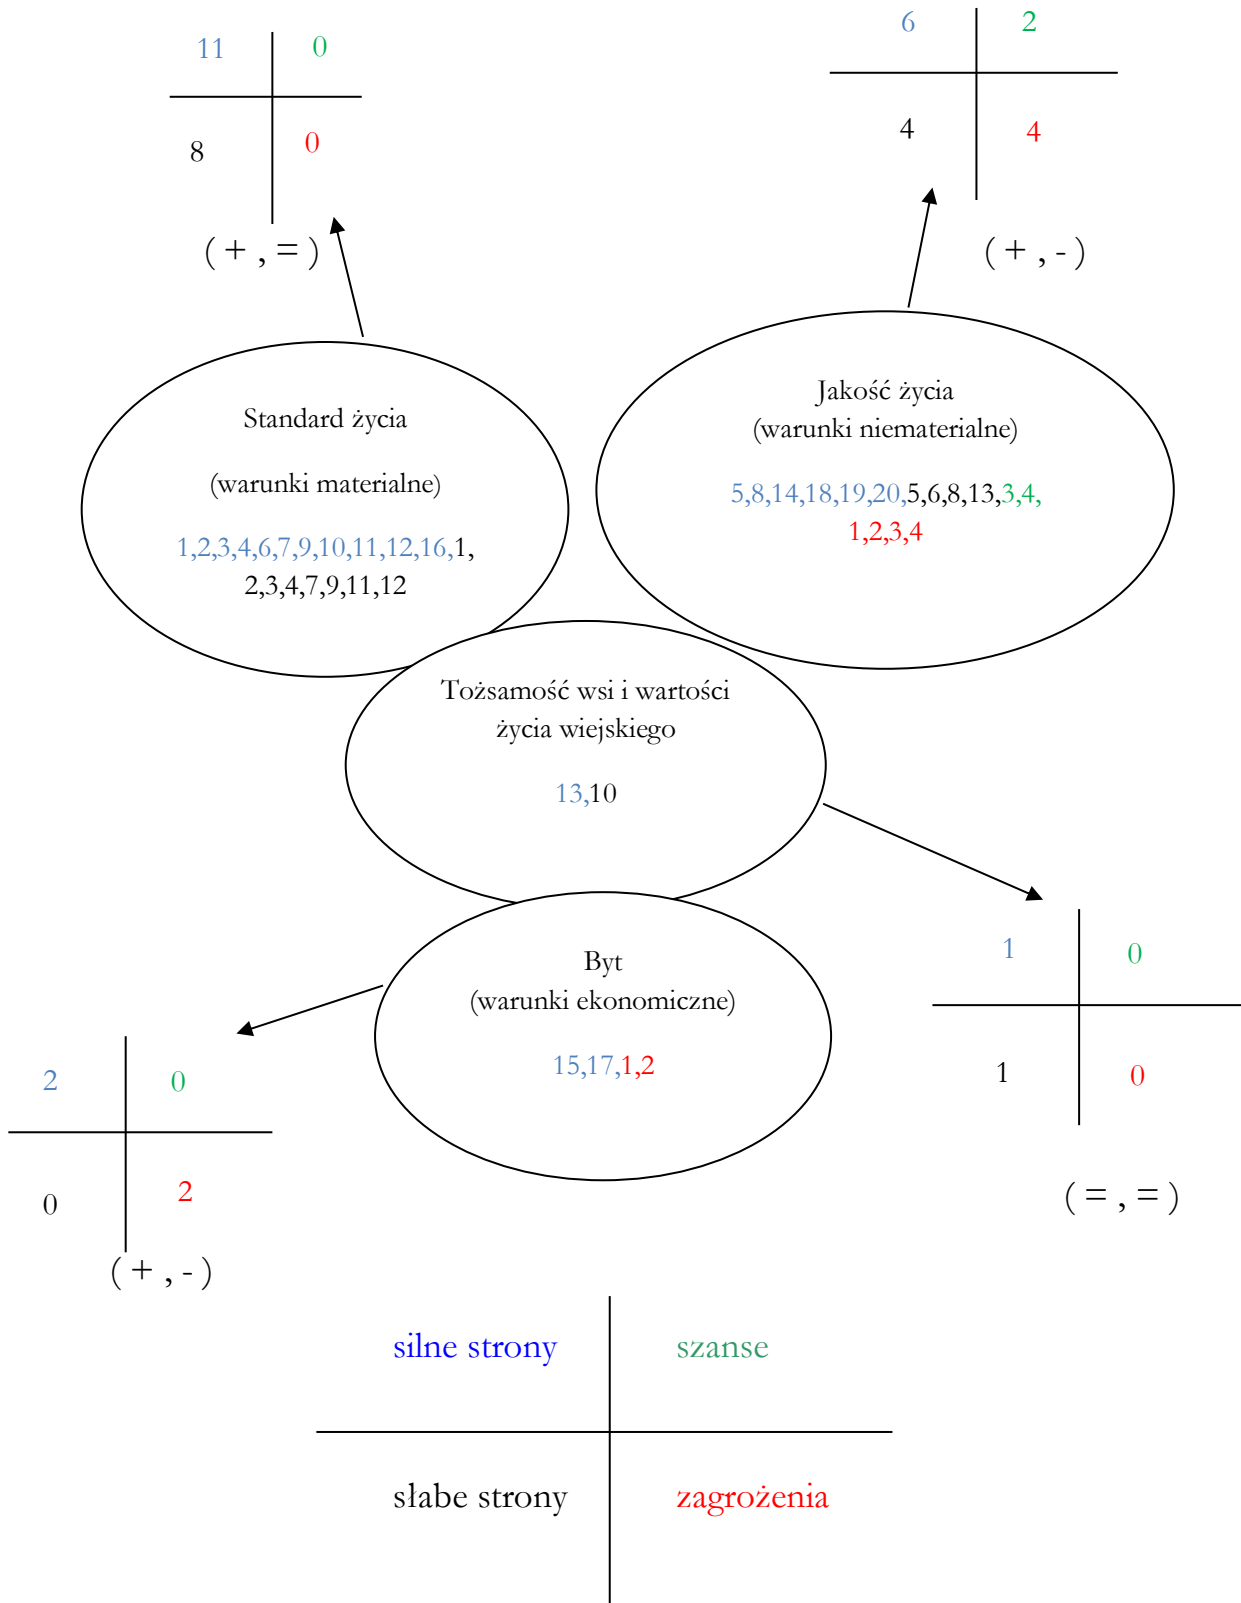 11 0
8 0
( + , = )
6 2
4 4
( + , - )
Standard życia
(warunki materialne)
1,2,3,4,6,7,9,10,11,12,16,1,
2,3,4,7,9,11,12
Jakość życia
(warunki niematerialne)
5,8,14,18,19,20,5,6,8,13,3,4,
1,2,3,4
Tożsamość wsi i wartości
życia wiejskiego
13,10
Byt
(warunki ekonomiczne)
15,17,1,2
1 0
1 0
( = , = )
2 0
0 2
( + , - )
silne strony szanse
słabe strony zagrożenia